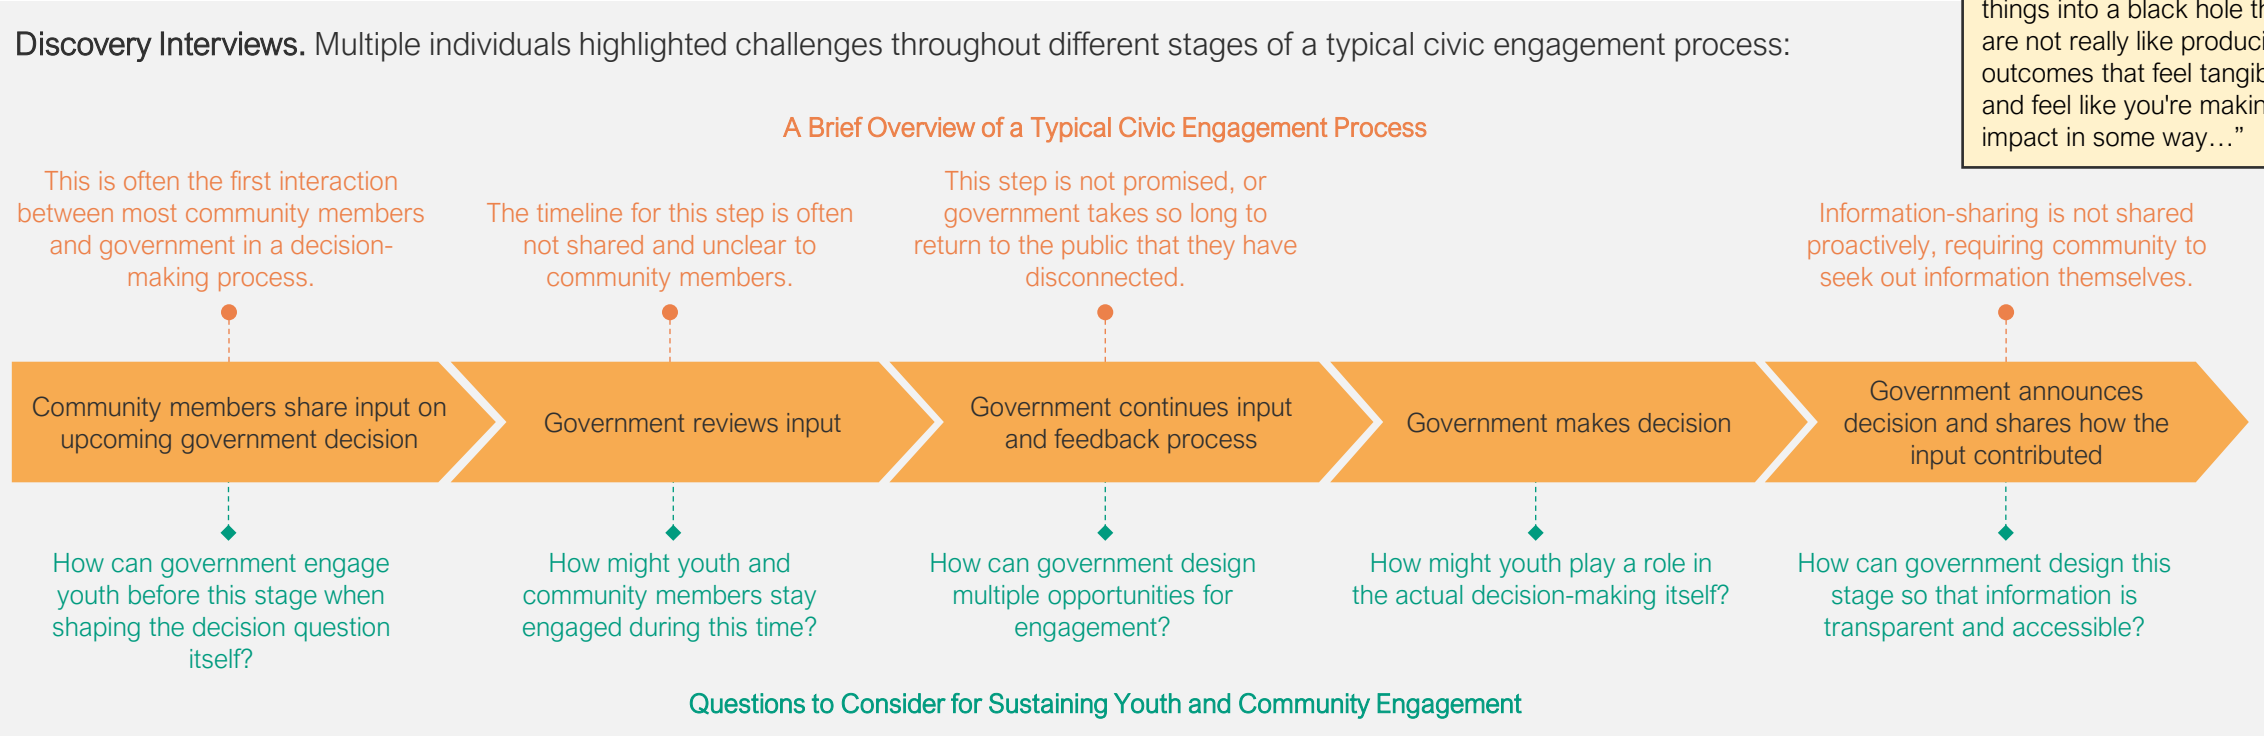 Discovery Interviews. Multiple individuals highlighted challenges throughout different stages of a typical civic engagement process:
things into a black hole
are not really like
outcomes that feel
and feel like you're
impact in some way…”
A Brief Overview of a Typical Civic Engagement Process
This is often the first interaction
between most community members
and government in a decision-
making process.
The timeline for this step is often
not shared and unclear to
community members.
This step is not promised, or
government takes so long to
return to the public that they have
disconnected.
Information-sharing is not shared
proactively, requiring community to
seek out information themselves.
Community members share input on
upcoming government decision
Government reviews input
Government continues input
and feedback process
Government makes decision
Government announces
decision and shares how the
input contributed
How can government engage
youth before this stage when
shaping the decision question
itself?
How might youth and
community members stay
engaged during this time?
How can government design
multiple opportunities for
engagement?
How might youth play a role in
the actual decision-making itself?
How can government design this
stage so that information is
transparent and accessible?
Questions to Consider for Sustaining Youth and Community Engagement